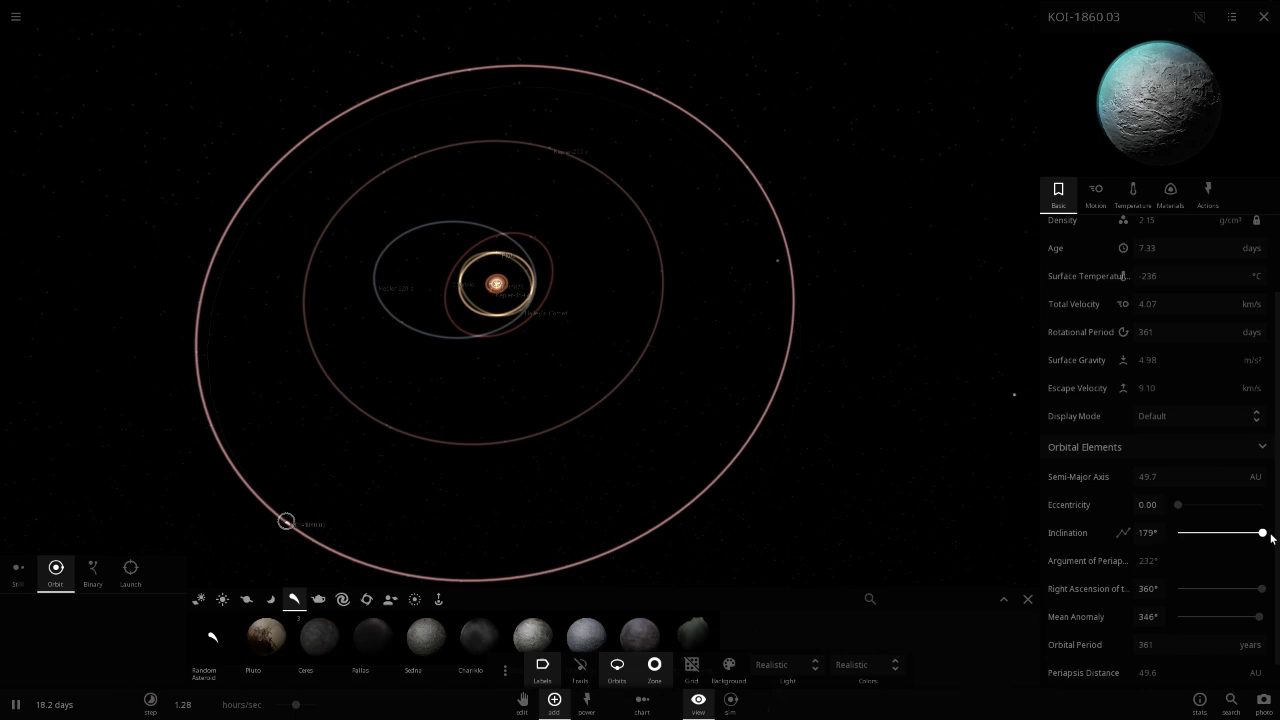 KOI-1860.03
Basic
Motion
Temperature
Materials
Actions
Density 2.15 g/cm³
Age 7.33 days
Surface Temperatu... -236 °C
Total Velocity 4.07 km/s
Rotational Period 361 days
Surface Gravity 4.98 m/s²
Escape Velocity 9.10 km/s
Display Mode Default
Orbital Elements
Semi-Major Axis 49.7 AU
Eccentricity 0.00
Inclination 179°
Argument of Periap... 232°
Right Ascension of t... 360°
Mean Anomaly 346°
Orbital Period 361 years
Periapsis Distance 49.6 AU
Still
Orbit
Binary
Launch
3
Random Asteroid
Pluto
Ceres
Pallas
Sedna
Chariklo
Labels
Trails
Orbits
Zone
Grid
Background
Realistic
Light
Realistic
Colors
18.2 days
step
1.28 hours/sec
edit
add
power
chart
view
sim
stats
search
photo